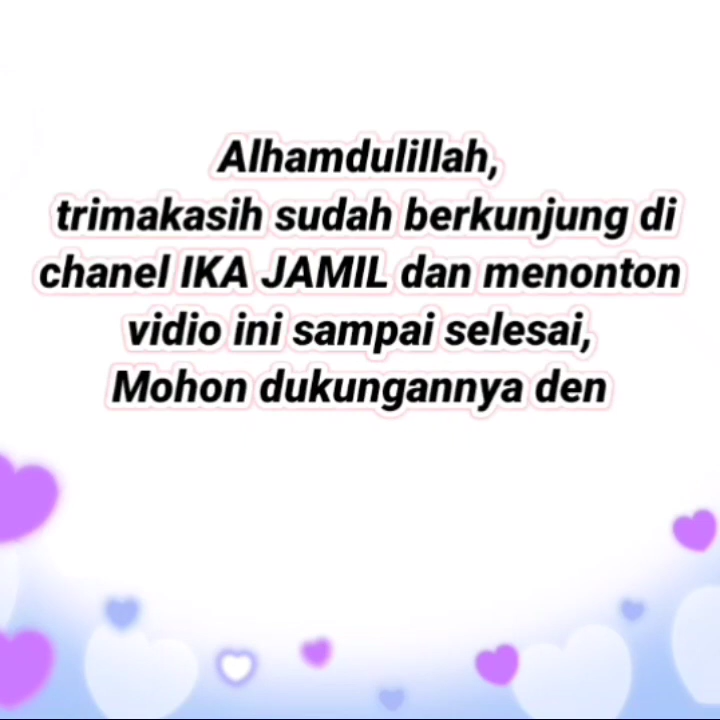 Alhamdulillah,
trimakasih sudah berkunjung di
chanel IKA JAMIL dan menonton
vidio ini sampai selesai,
Mohon dukungannya den